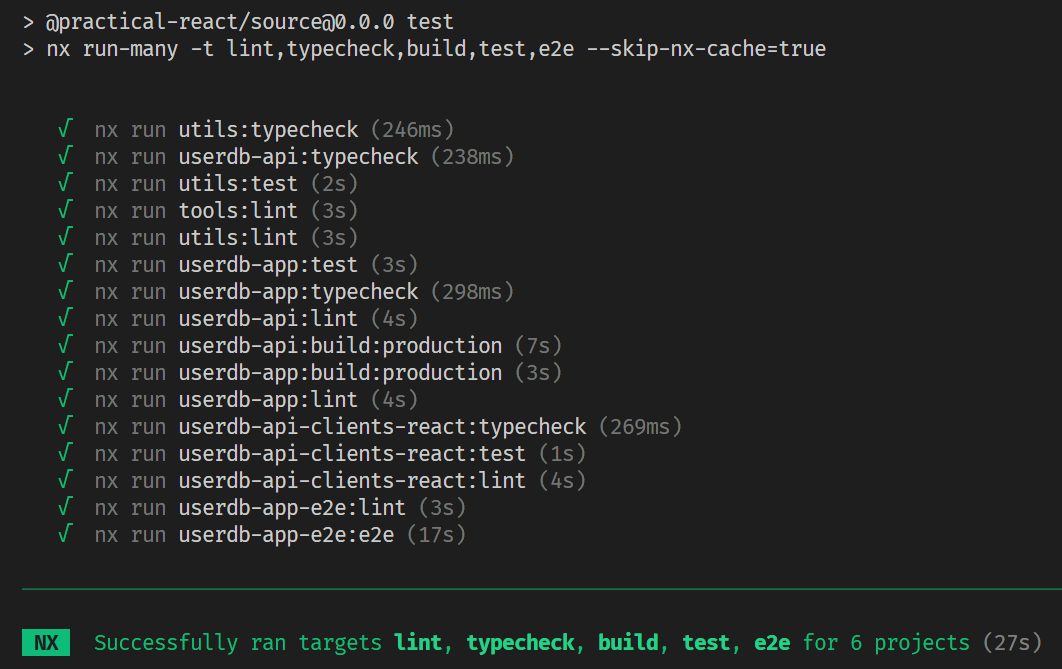 > @practical-react/source@0.0.0 test
> nx run-many -t lint,typecheck,build,test,e2e --skip-nx-cache=true
√ nx run utils:typecheck (246ms)
√ nx run userdb-api:typecheck (238ms)
√ nx run utils:test (2s)
√ nx run tools:lint (3s)
√ nx run utils:lint (3s)
√ nx run userdb-app:test (3s)
√ nx run userdb-app:typecheck (298ms)
√ nx run userdb-api:lint (4s)
√ nx run userdb-api:build:production (7s)
√ nx run userdb-app:build:production (3s)
√ nx run userdb-app:lint (4s)
√ nx run userdb-api-clients-react:typecheck (269ms)
√ nx run userdb-api-clients-react:test (1s)
√ nx run userdb-api-clients-react:lint (4s)
√ nx run userdb-app-e2e:lint (3s)
√ nx run userdb-app-e2e:e2e (17s)
NX Successfully ran targets lint, typecheck, build, test, e2e for 6 projects (27s)